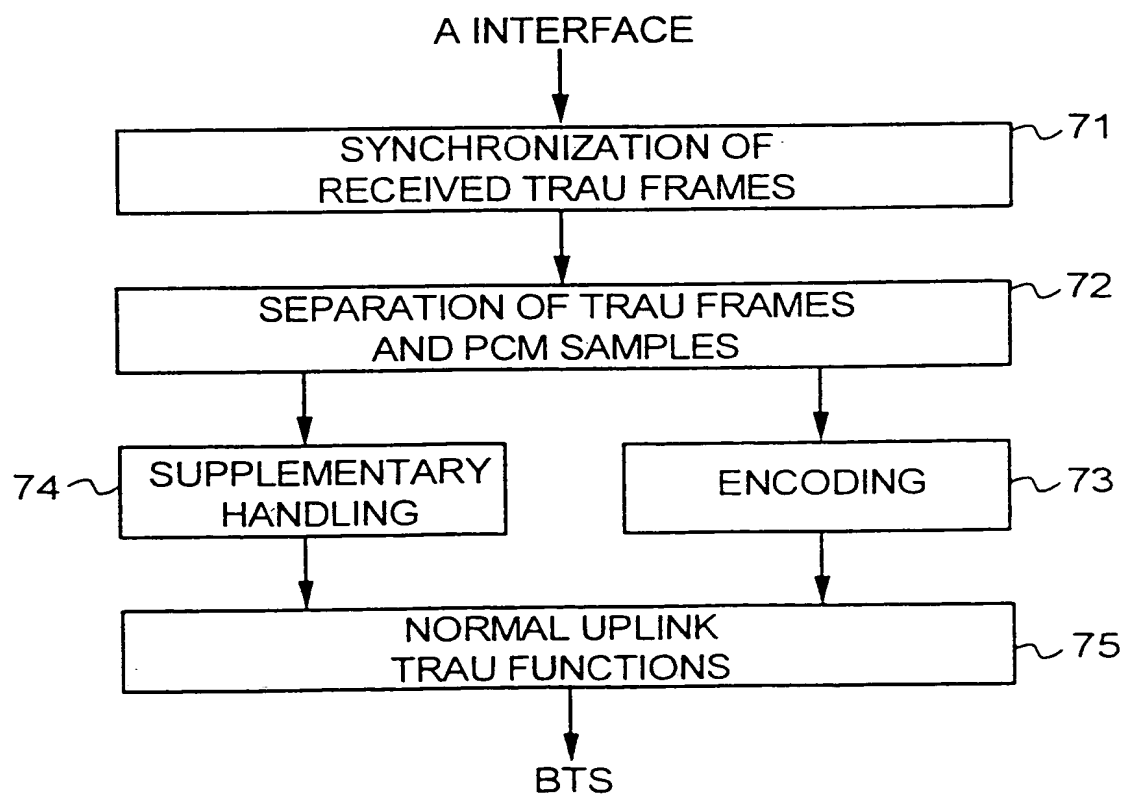 A INTERFACE
71
SYNCHRONIZATION OF
RECEIVED TRAU FRAMES
72
SEPARATION OF TRAU FRAMES
AND PCM SAMPLES
74
SUPPLEMENTARY
HANDLING
ENCODING
73
NORMAL UPLINK
TRAU FUNCTIONS
75
BTS